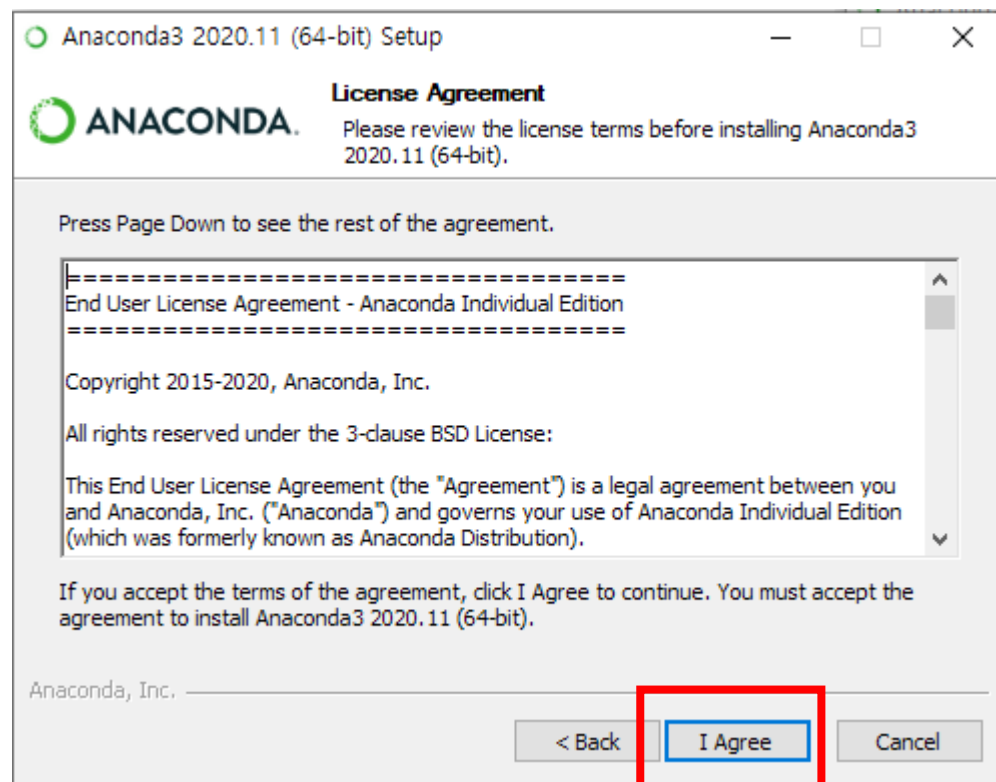 Anaconda3 2020.11 (64-bit) Setup
ANACONDA.
License Agreement
Please review the license terms before installing Anaconda3
2020.11 (64-bit).
Press Page Down to see the rest of the agreement.
===================================
End User License Agreement - Anaconda Individual Edition
===================================
Copyright 2015-2020, Anaconda, Inc.
All rights reserved under the 3-clause BSD License:
This End User License Agreement (the "Agreement") is a legal agreement between you
and Anaconda, Inc. ("Anaconda") and governs your use of Anaconda Individual Edition
(which was formerly known as Anaconda Distribution).
If you accept the terms of the agreement, click I Agree to continue. You must accept the
agreement to install Anaconda3 2020.11 (64-bit).
Anaconda, Inc.
< Back
I Agree
Cancel